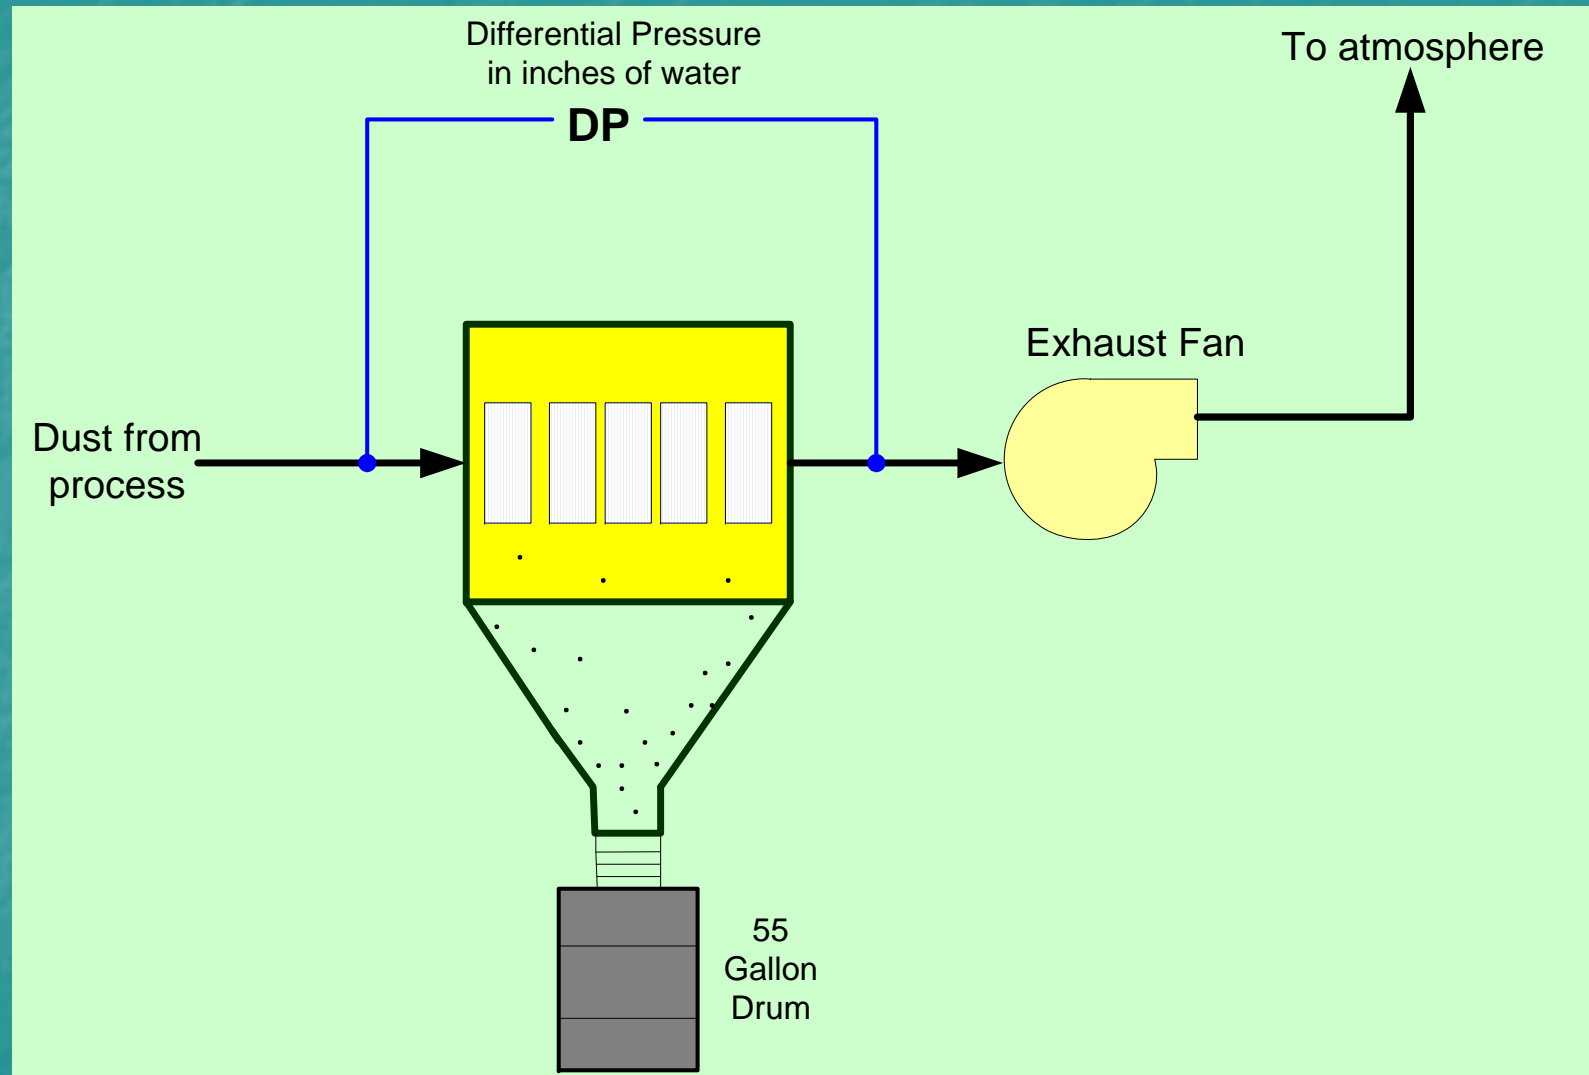 Differential Pressure
in inches of water
DP
To atmosphere
Exhaust Fan
Dust from
process
55
Gallon
Drum